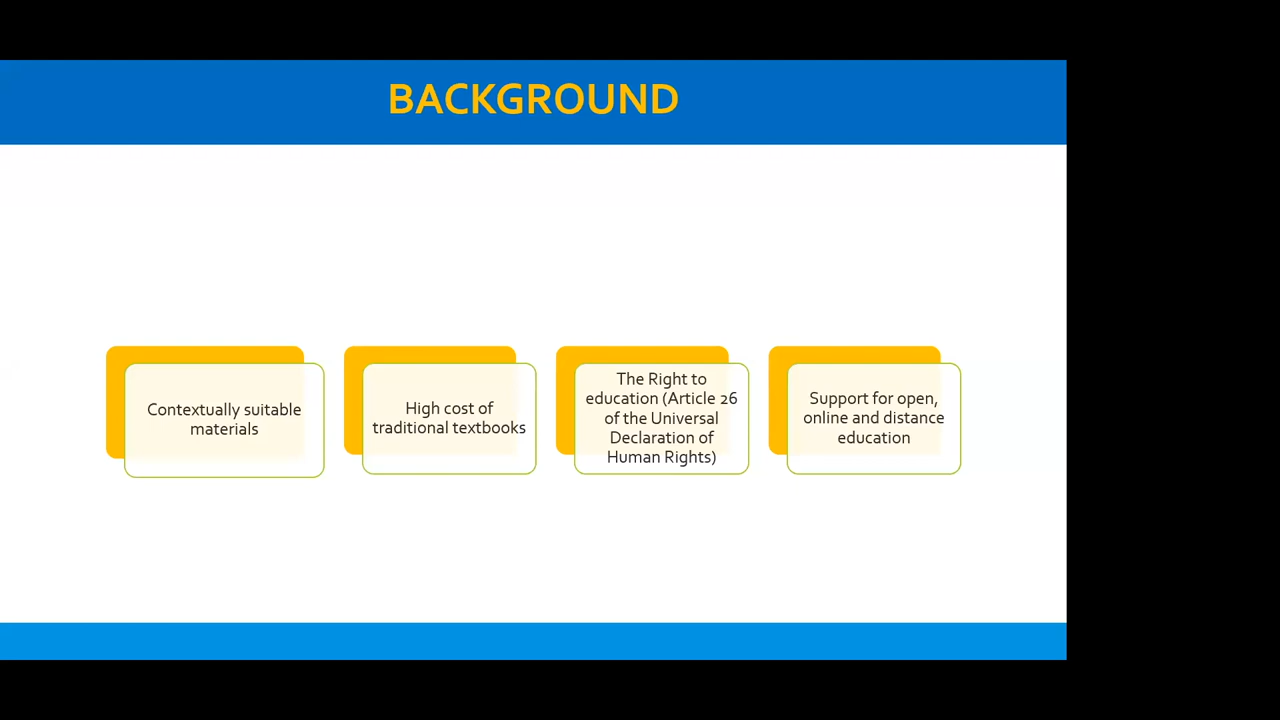 BACKGROUND
Contextually suitable
materials
High cost of
traditional textbooks
The Right to
education (Article 26
of the Universal
Declaration of
Human Rights)
Support for open,
online and distance
education